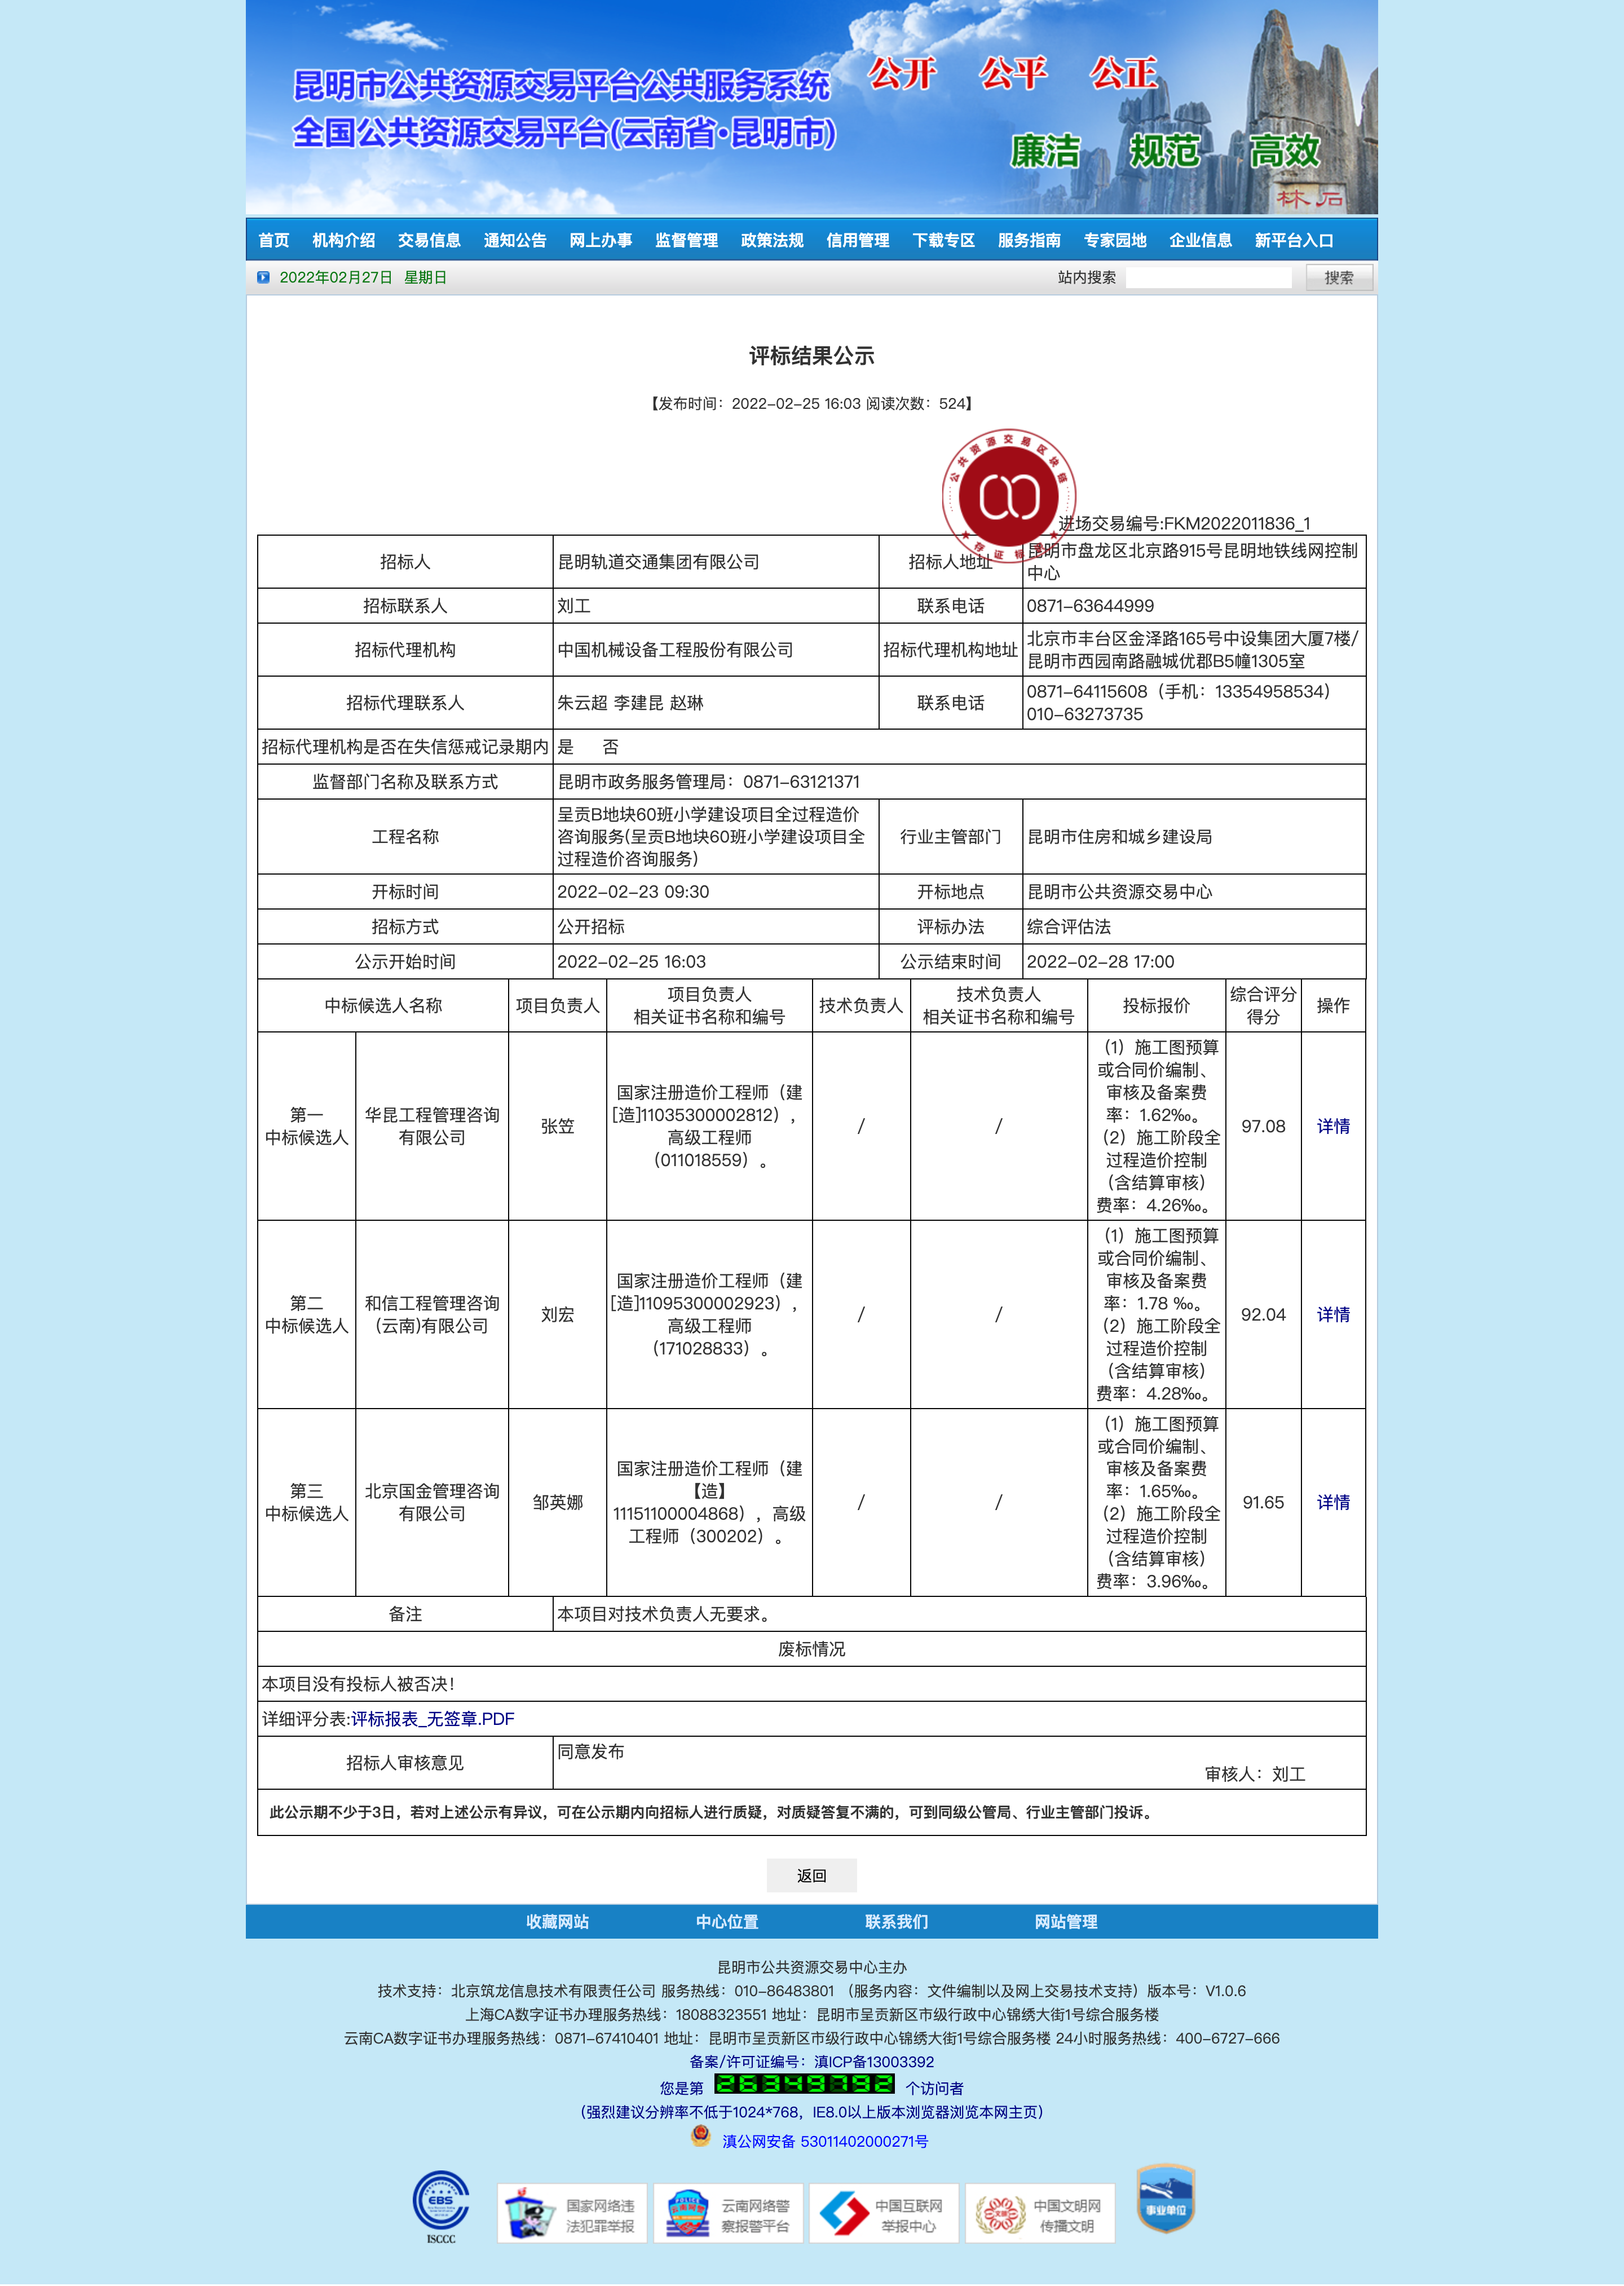 昆明市公共资源交易平台公共服务系统
全国公共资源交易平台(云南省·昆明市)
公开 公平 公正
廉洁 规范 高效
林石
首页 机构介绍 交易信息 通知公告 网上办事 监督管理 政策法规 信用管理 下载专区 服务指南 专家园地 企业信息 新平台入口
2022年02月27日 星期日 站内搜索 搜索
评标结果公示
【发布时间：2022-02-25 16:03 阅读次数：524】
公共资源交易区块链
存证标
进场交易编号:FKM2022011836_1
招标人 昆明轨道交通集团有限公司 招标人地址 昆明市盘龙区北京路915号昆明地铁线网控制
中心
招标联系人 刘工 联系电话 0871-63644999
招标代理机构 中国机械设备工程股份有限公司 招标代理机构地址 北京市丰台区金泽路165号中设集团大厦7楼/
昆明市西园南路融城优郡B5幢1305室
招标代理联系人 朱云超 李建昆 赵琳 联系电话 0871-64115608（手机：13354958534）
010-63273735
招标代理机构是否在失信惩戒记录期内 是 否
监督部门名称及联系方式 昆明市政务服务管理局：0871-63121371
工程名称 呈贡B地块60班小学建设项目全过程造价
咨询服务(呈贡B地块60班小学建设项目全
过程造价咨询服务)
行业主管部门 昆明市住房和城乡建设局
开标时间 2022-02-23 09:30 开标地点 昆明市公共资源交易中心
招标方式 公开招标 评标办法 综合评估法
公示开始时间 2022-02-25 16:03 公示结束时间 2022-02-28 17:00
中标候选人名称 项目负责人 项目负责人
相关证书名称和编号
技术负责人 技术负责人
相关证书名称和编号
投标报价 综合评分
得分
操作
第一
中标候选人
华昆工程管理咨询
有限公司
张笠
国家注册造价工程师（建
[造]11035300002812），
高级工程师
（011018559）。
/ /
（1）施工图预算
或合同价编制、
审核及备案费
率：1.62‰。
（2）施工阶段全
过程造价控制
（含结算审核）
费率：4.26‰。
97.08 详情
第二
中标候选人
和信工程管理咨询
(云南)有限公司
刘宏
国家注册造价工程师（建
[造]11095300002923），
高级工程师
（171028833）。
/ /
（1）施工图预算
或合同价编制、
审核及备案费
率：1.78 ‰。
（2）施工阶段全
过程造价控制
（含结算审核）
费率：4.28‰。
92.04 详情
第三
中标候选人
北京国金管理咨询
有限公司
邹英娜
国家注册造价工程师（建
【造】
11151100004868），高级
工程师（300202）。
/ /
（1）施工图预算
或合同价编制、
审核及备案费
率：1.65‰。
（2）施工阶段全
过程造价控制
（含结算审核）
费率：3.96‰。
91.65 详情
备注 本项目对技术负责人无要求。
废标情况
本项目没有投标人被否决！
详细评分表:评标报表_无签章.PDF
招标人审核意见 同意发布
审核人：刘工
此公示期不少于3日，若对上述公示有异议，可在公示期内向招标人进行质疑，对质疑答复不满的，可到同级公管局、行业主管部门投诉。
返回
收藏网站 中心位置 联系我们 网站管理
昆明市公共资源交易中心主办
技术支持：北京筑龙信息技术有限责任公司 服务热线：010-86483801 （服务内容：文件编制以及网上交易技术支持）版本号：V1.0.6
上海CA数字证书办理服务热线：18088323551 地址：昆明市呈贡新区市级行政中心锦绣大街1号综合服务楼
云南CA数字证书办理服务热线：0871-67410401 地址：昆明市呈贡新区市级行政中心锦绣大街1号综合服务楼 24小时服务热线：400-6727-666
备案/许可证编号：滇ICP备13003392
您是第 26349792 个访问者
（强烈建议分辨率不低于1024*768，IE8.0以上版本浏览器浏览本网主页）
滇公网安备 53011402000271号
EBS
ISCCC
国家网络违
法犯罪举报
云南网络警
察报警平台
中国互联网
举报中心
中国文明网
传播文明
事业单位